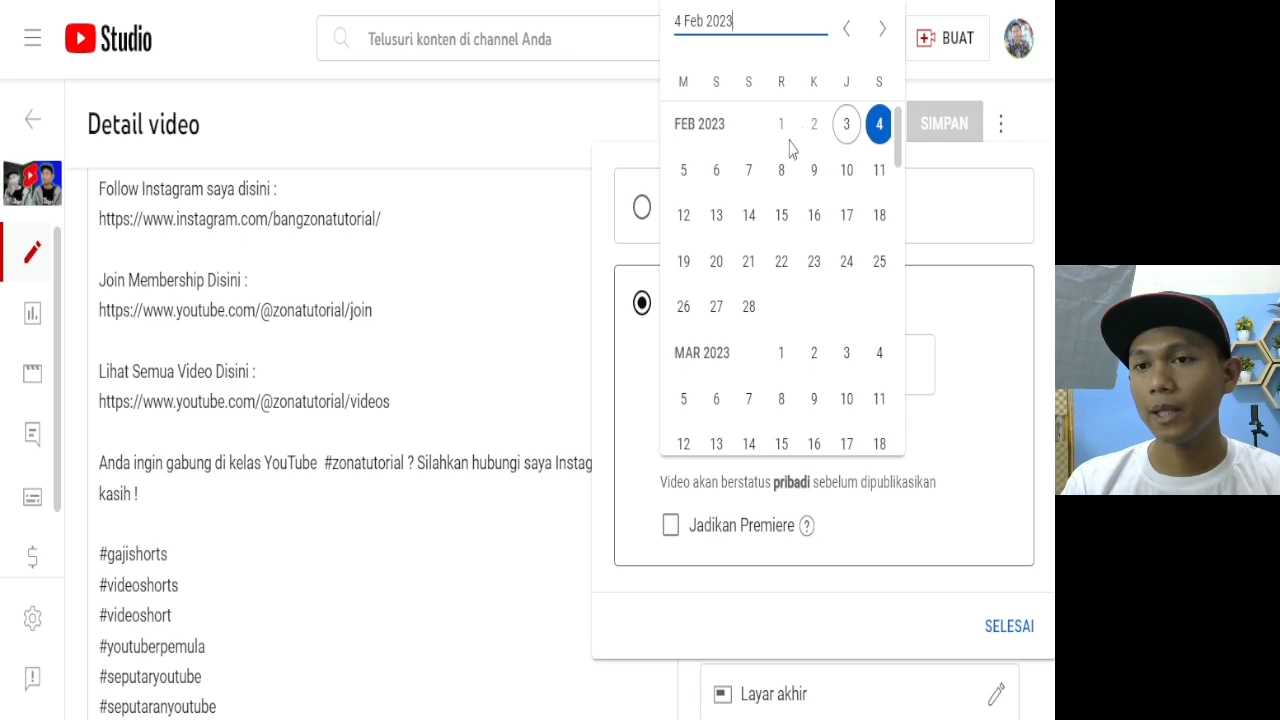 Studio
Telusuri konten di channel Anda
4 Feb 2023
BUAT
Detail video
SIMPAN
M S S R K J S
FEB 2023 1 2 3 4
5 6 7 8 9 10 11
12 13 14 15 16 17 18
19 20 21 22 23 24 25
26 27 28
MAR 2023 1 2 3 4
5 6 7 8 9 10 11
12 13 14 15 16 17 18
Follow Instagram saya disini :
https://www.instagram.com/bangzonatutorial/
Join Membership Disini :
https://www.youtube.com/@zonatutorial/join
Lihat Semua Video Disini :
https://www.youtube.com/@zonatutorial/videos
Anda ingin gabung di kelas YouTube #zonatutorial ? Silahkan hubungi saya Instag
kasih !
#gajishorts
#videoshorts
#videoshort
#youtuberpemula
#seputaryoutube
#seputaranyoutube
Video akan berstatus pribadi sebelum dipublikasikan
Jadikan Premiere ?
SELESAI
Layar akhir